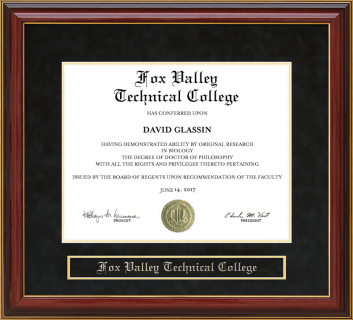 Fox Valley
Technical College
HAS CONFERRED UPON
DAVID GLASSIN
HAVING DEMONSTRATED ABILITY BY ORIGINAL RESEARCH
IN BIOLOGY
THE DEGREE OF DOCTOR OF PHILOSOPHY
WITH ALL THE RIGHTS AND PRIVILEGES THERETO PERTAINING
ISSUED BY THE BOARD OF REGENTS UPON RECOMMENDATION OF THE FACULTY
JUNE 14, 2017
PROVOST
PRESIDENT
Fox Valley Technical College